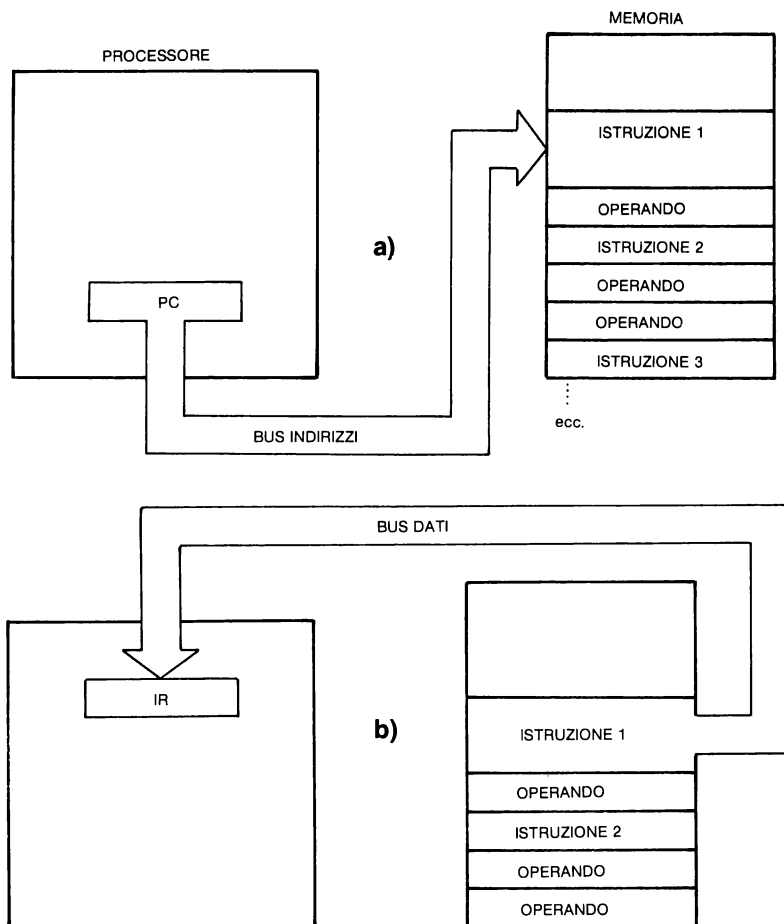 MEMORIA
PROCESSORE
ISTRUZIONE 1
OPERANDO
a)
ISTRUZIONE 2
PC
OPERANDO
OPERANDO
ISTRUZIONE 3
ecc.
BUS INDIRIZZI
BUS DATI
IR
b)
ISTRUZIONE 1
OPERANDO
ISTRUZIONE 2
OPERANDO
OPERANDO